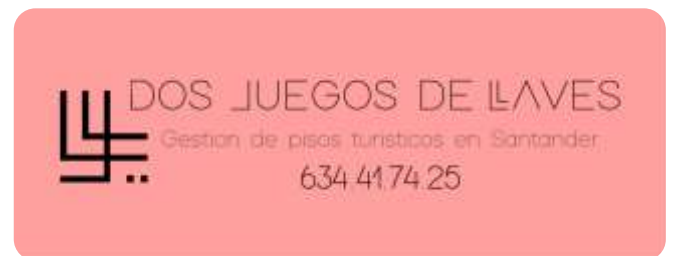 DOS JUEGOS DE LLAVES
Gestion de pisos turisticos en Santander
634 41 74 25